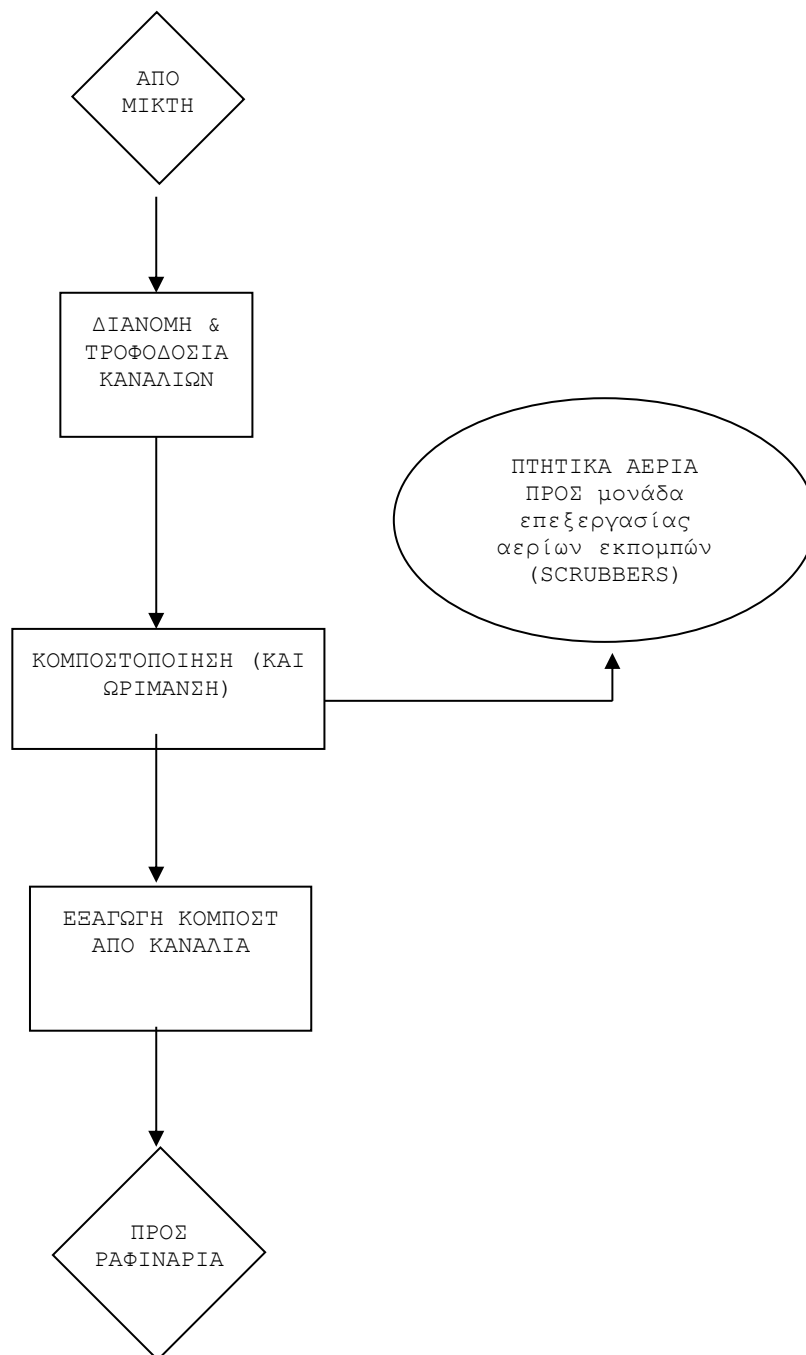 ΑΠΟ
ΜΙΚΤΗ
ΔΙΑΝΟΜΗ &
ΤΡΟΦΟΔΟΣΙΑ
ΚΑΝΑΛΙΩΝ
ΠΤΗΤΙΚΑ ΑΕΡΙΑ
ΠΡΟΣ μονάδα
επεξεργασίας
αερίων εκπομπών
(SCRUBBERS)
ΚΟΜΠΟΣΤΟΠΟΙΗΣΗ (ΚΑΙ
ΩΡΙΜΑΝΣΗ)
ΕΞΑΓΩΓΗ ΚΟΜΠΟΣΤ
ΑΠΟ ΚΑΝΑΛΙΑ
ΠΡΟΣ
ΡΑΦΙΝΑΡΙΑ